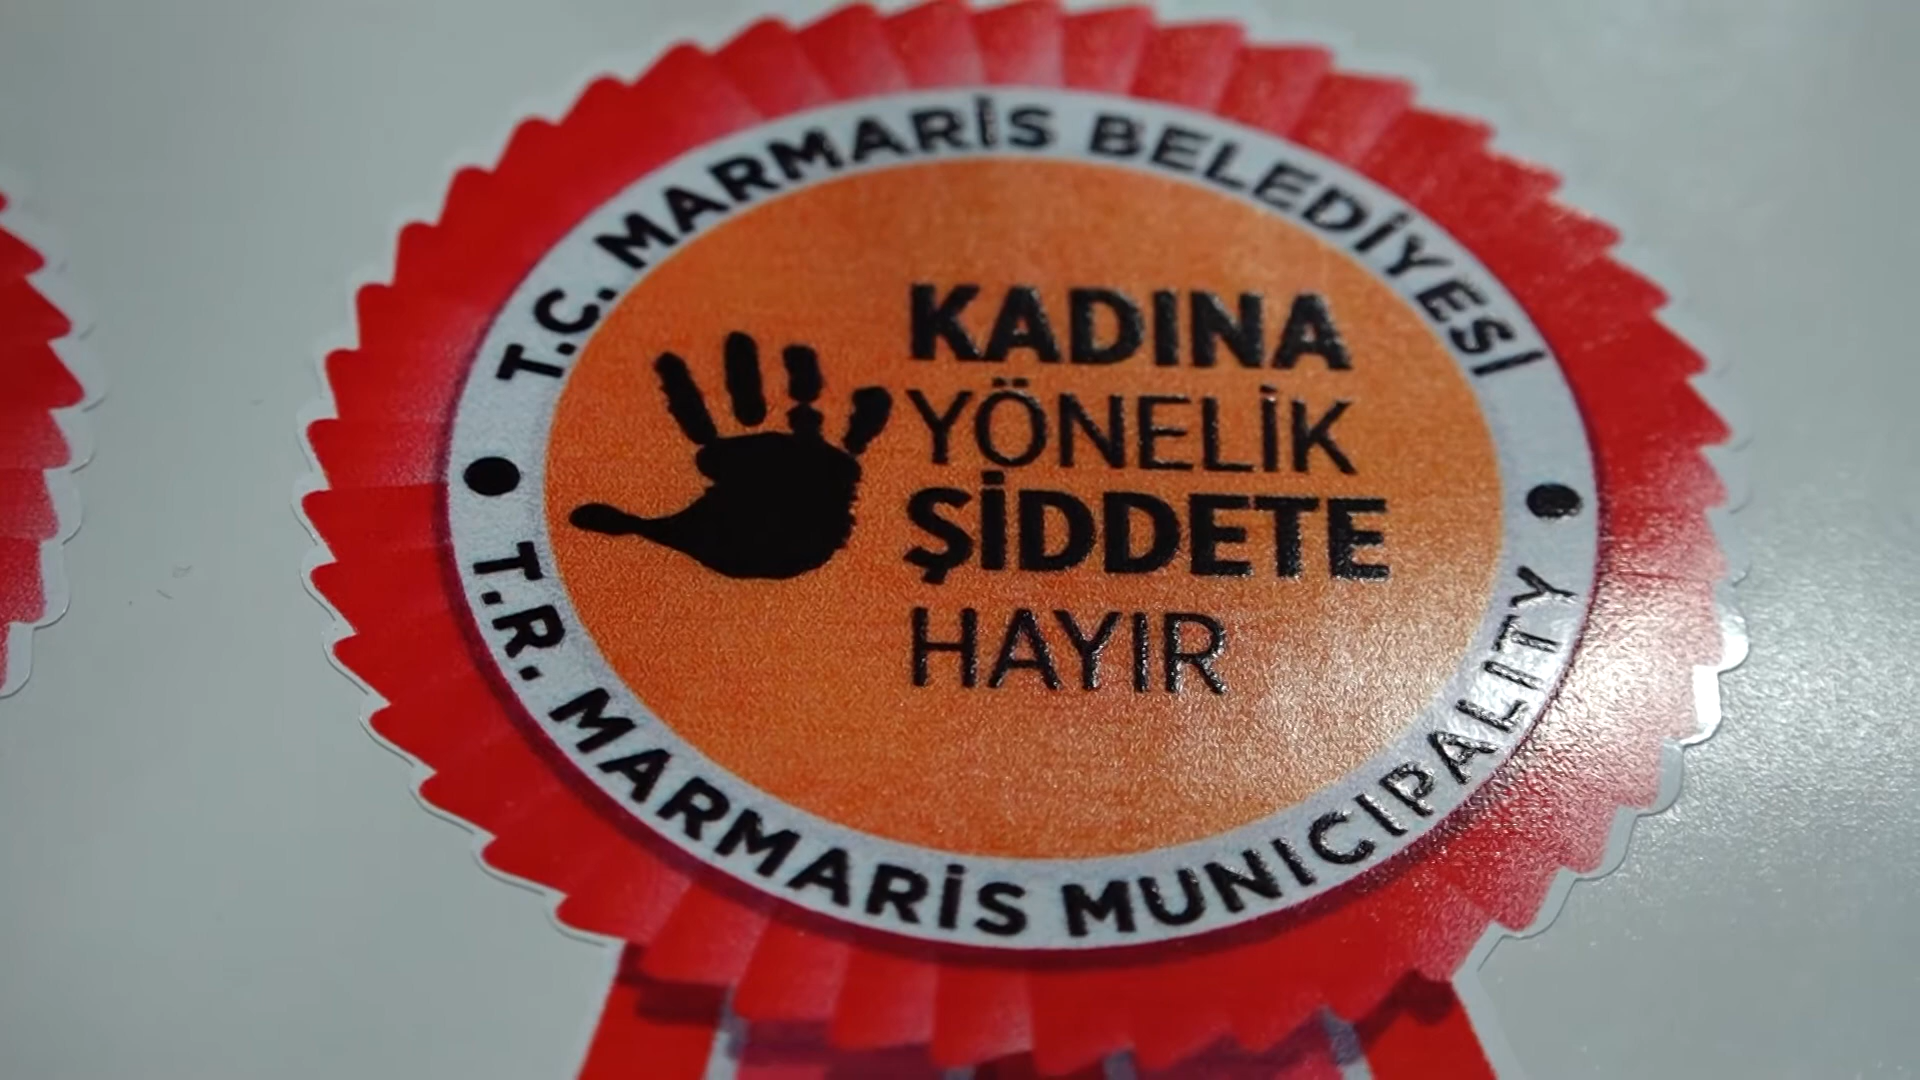 T.C. MARMARİS BELEDİYESİ
KADINA
YÖNELİK
ŞİDDETE
HAYIR
T.R. MARMARİS MUNICIPALITY